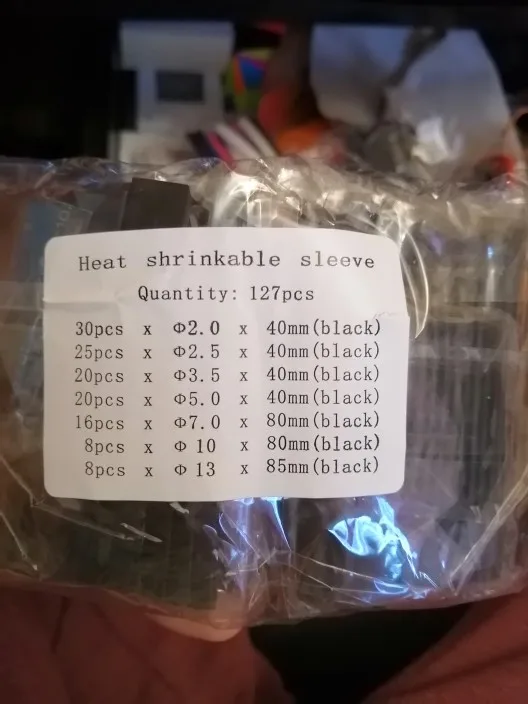 Heat shrinkable sleeve
Quantity: 127pcs
30pcs x Φ2.0 x 40mm(black)
25pcs x Φ2.5 x 40mm(black)
20pcs x Φ3.5 x 40mm(black)
20pcs x Φ5.0 x 40mm(black)
16pcs x Φ7.0 x 80mm(black)
8pcs x Φ 10 x 80mm(black)
8pcs x Φ 13 x 85mm(black)